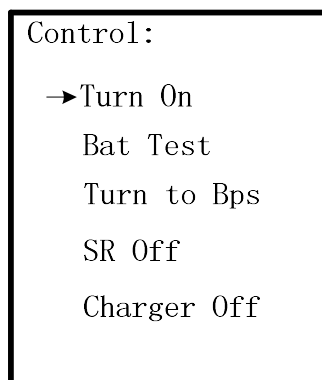 Control:
→Turn On
Bat Test
Turn to Bps
SR Off
Charger Off